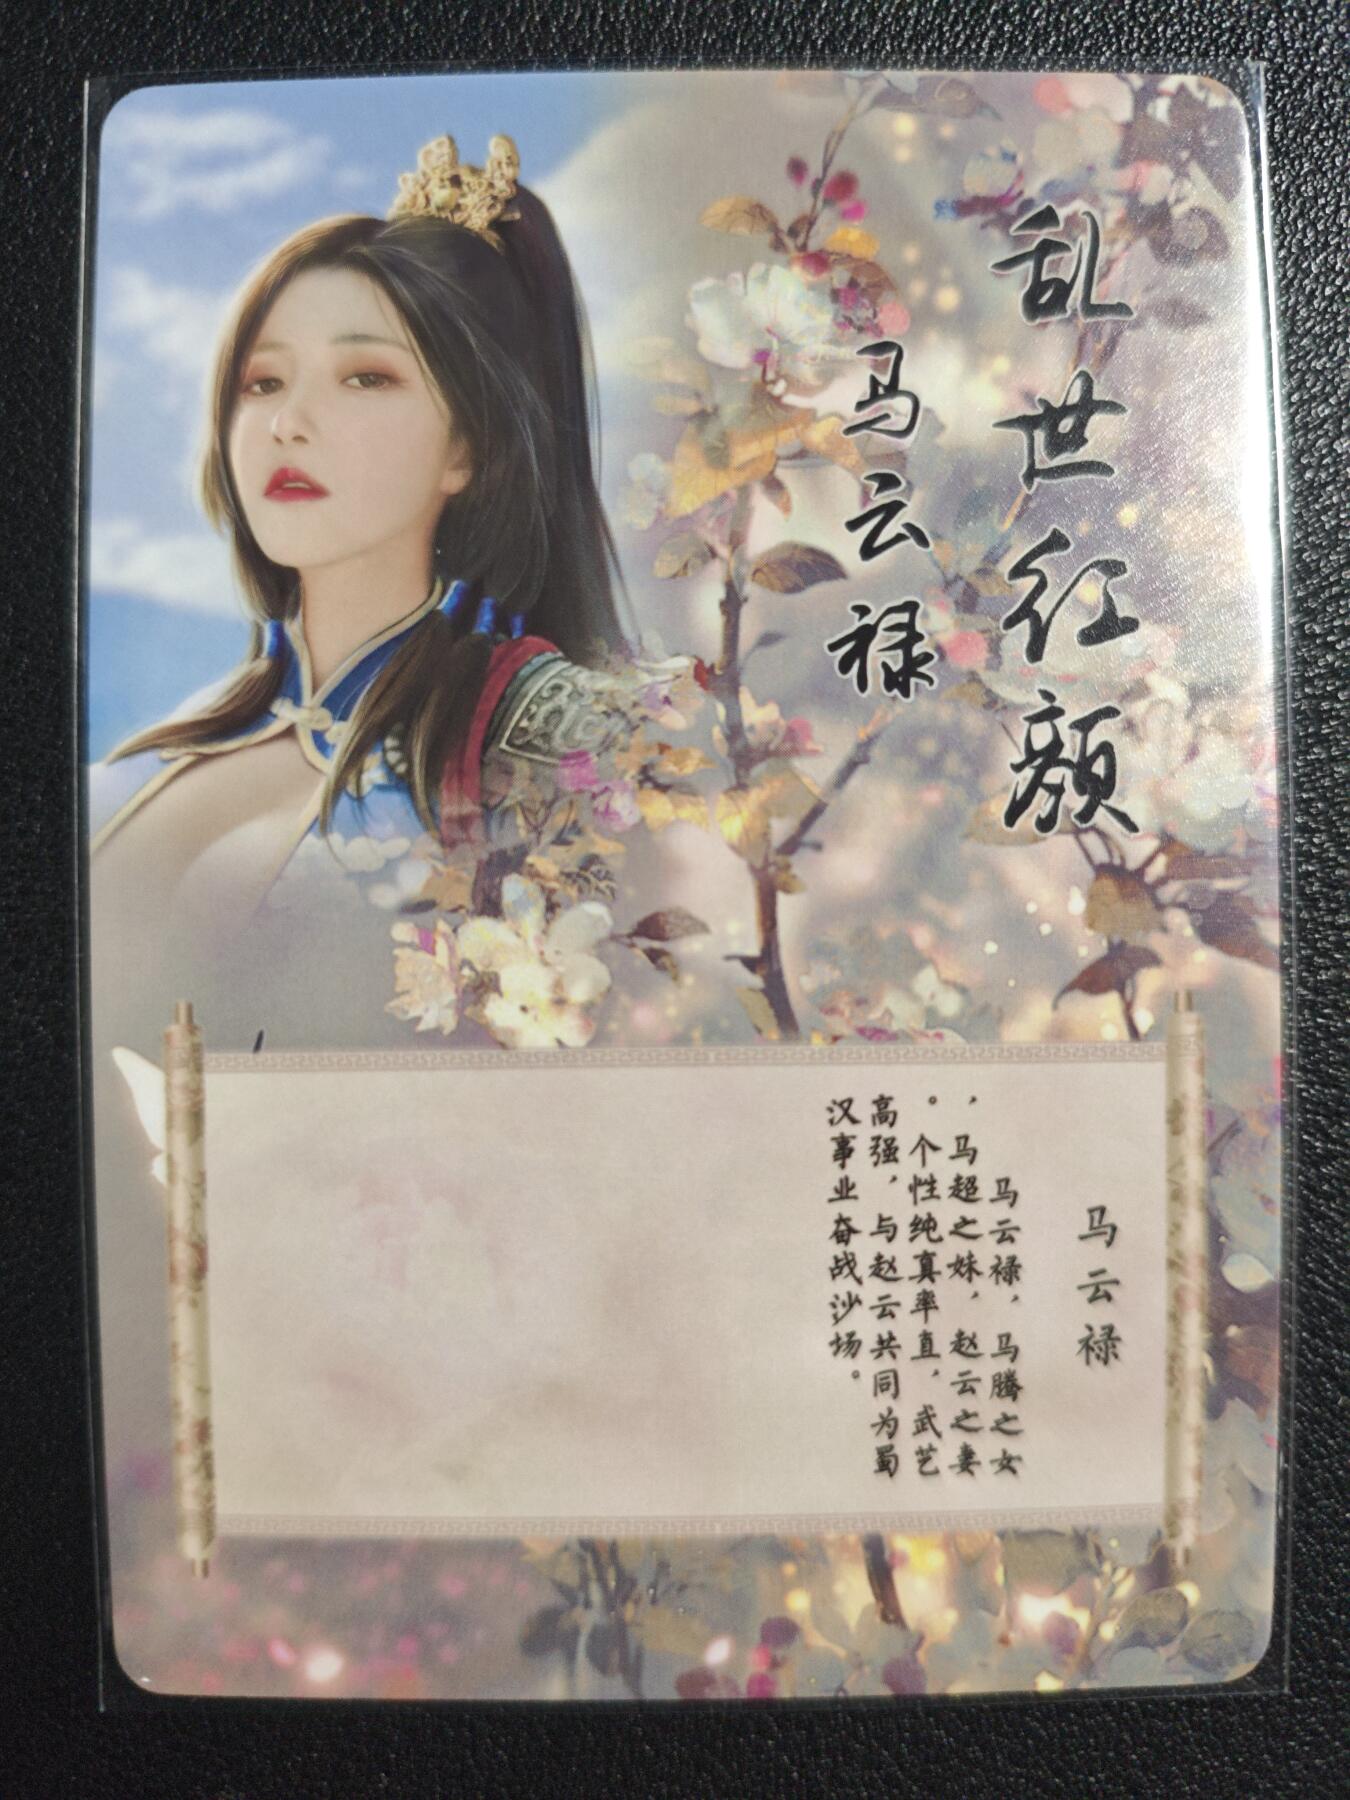 乱世红颜
马云禄
马云禄
马云禄，马腾之女
，马超之妹，赵云之妻
。个性纯真率直，武艺
高强，与赵云共同为蜀
汉事业奋战沙场。